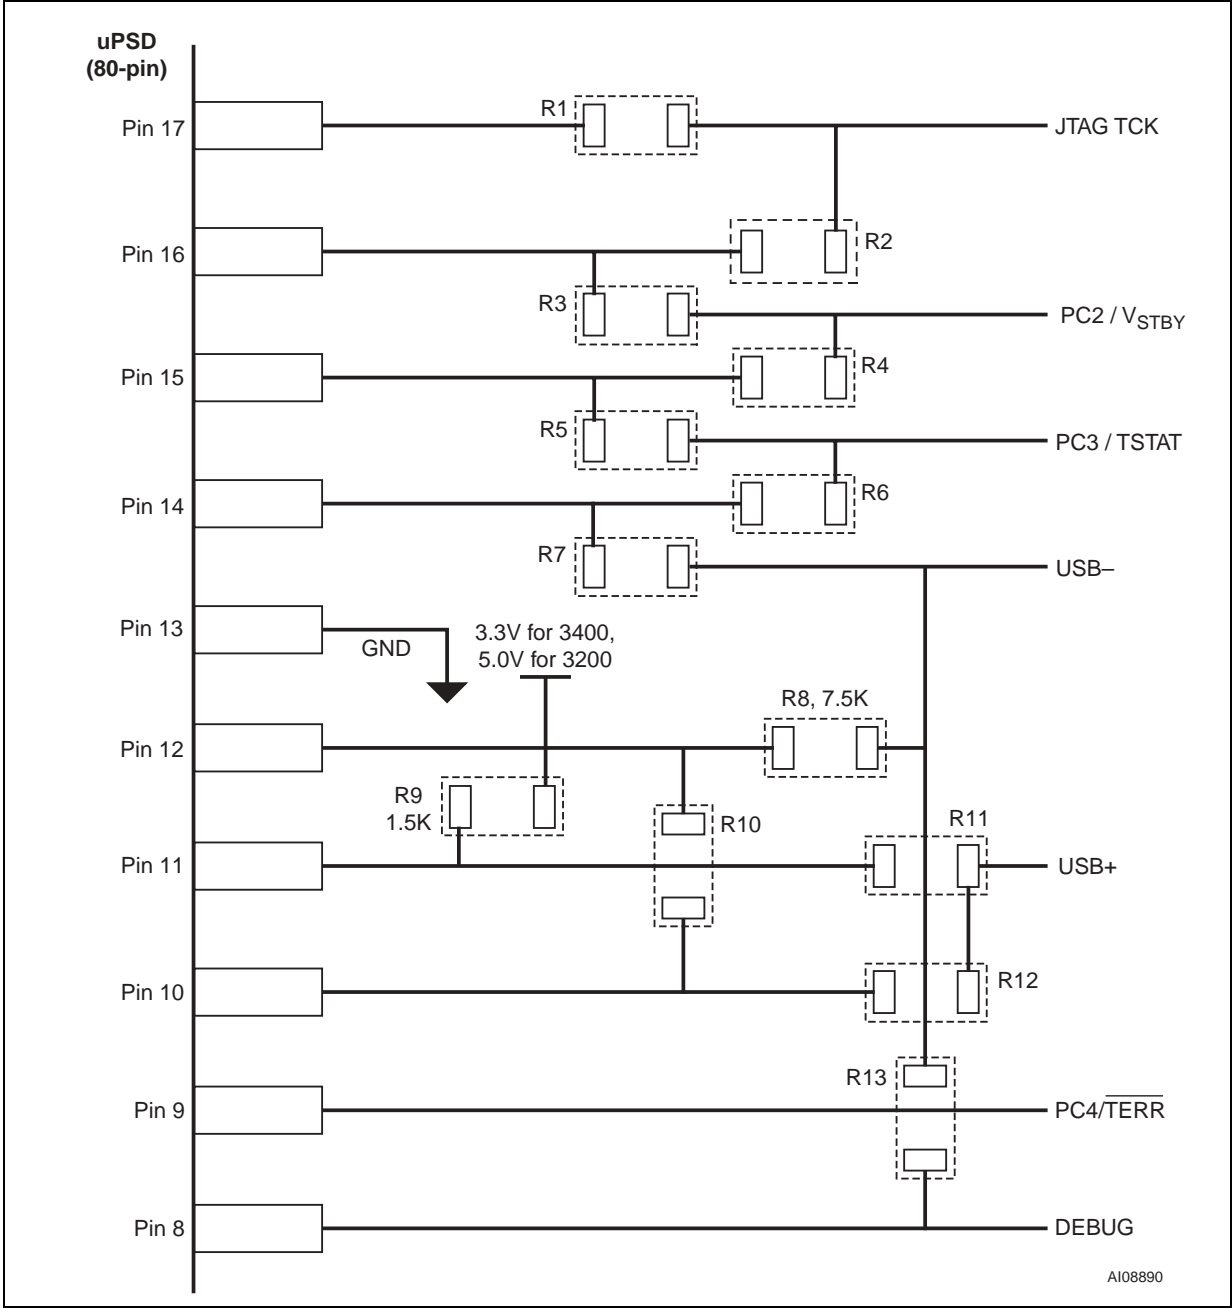 uPSD
(80-pin)
Pin 17
R1
JTAG TCK
Pin 16
R2
R3
PC2 / VSTBY
Pin 15
R4
R5
PC3 / TSTAT
Pin 14
R6
R7
USB–
Pin 13
GND
3.3V for 3400,
5.0V for 3200
R8, 7.5K
Pin 12
R9
1.5K
R10
R11
Pin 11
USB+
Pin 10
R12
R13
Pin 9
PC4/TERR
Pin 8
DEBUG
AI08890